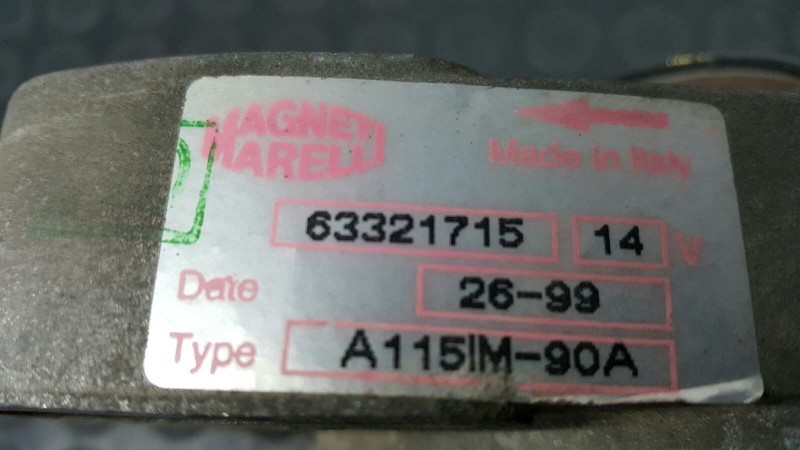 MAGNETI
MARELLI
Made in Italy
63321715 14 V
Date 26-99
Type A115IM-90A